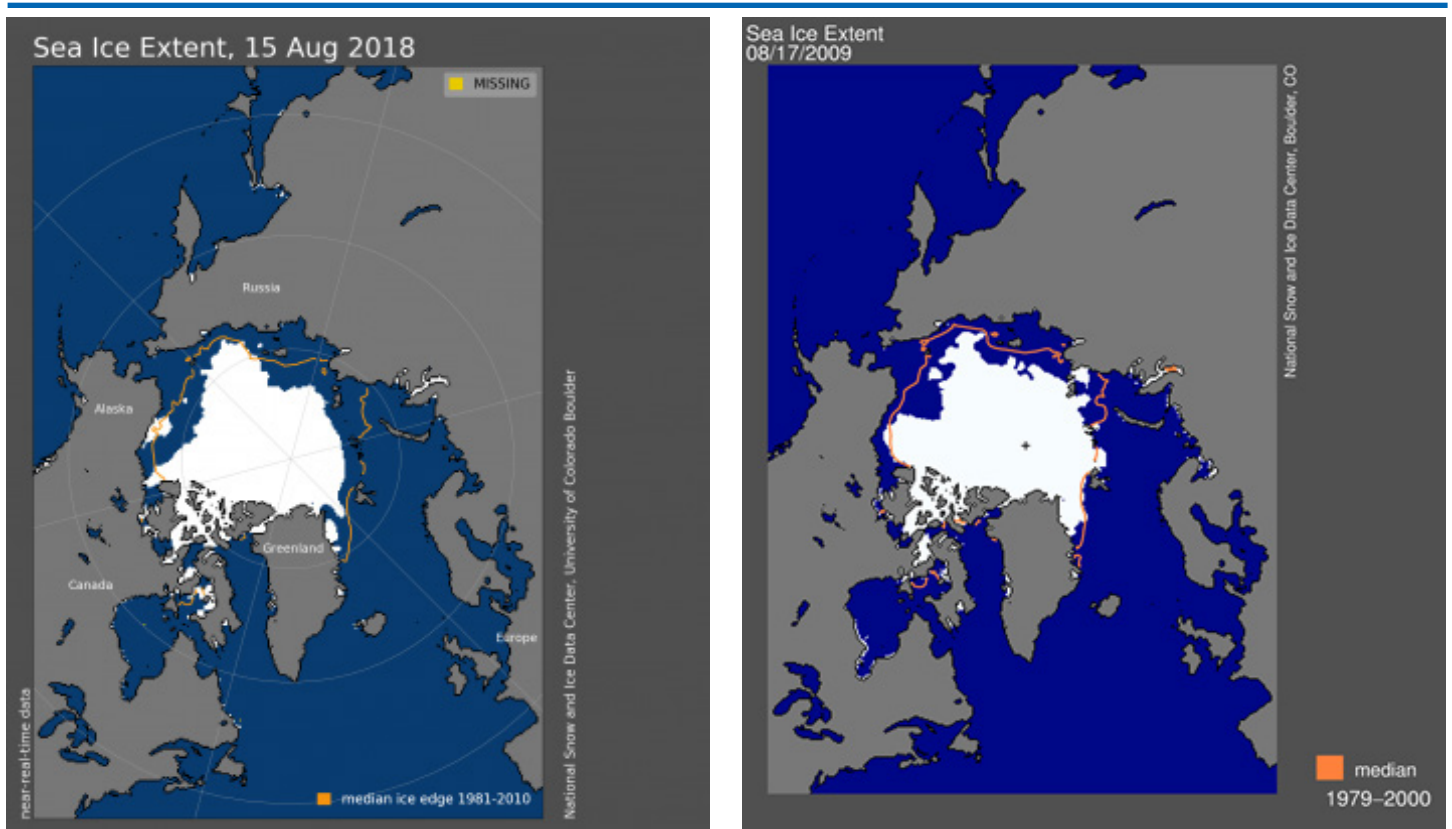 Sea Ice Extent, 15 Aug 2018
MISSING
Russia
Alaska
Greenland
Canada
Europe
near-real-time data
median ice edge 1981-2010
National Snow and Ice Data Center, University of Colorado Boulder
Sea Ice Extent
08/17/2009
National Snow and Ice Data Center, Boulder, CO
median
1979–2000